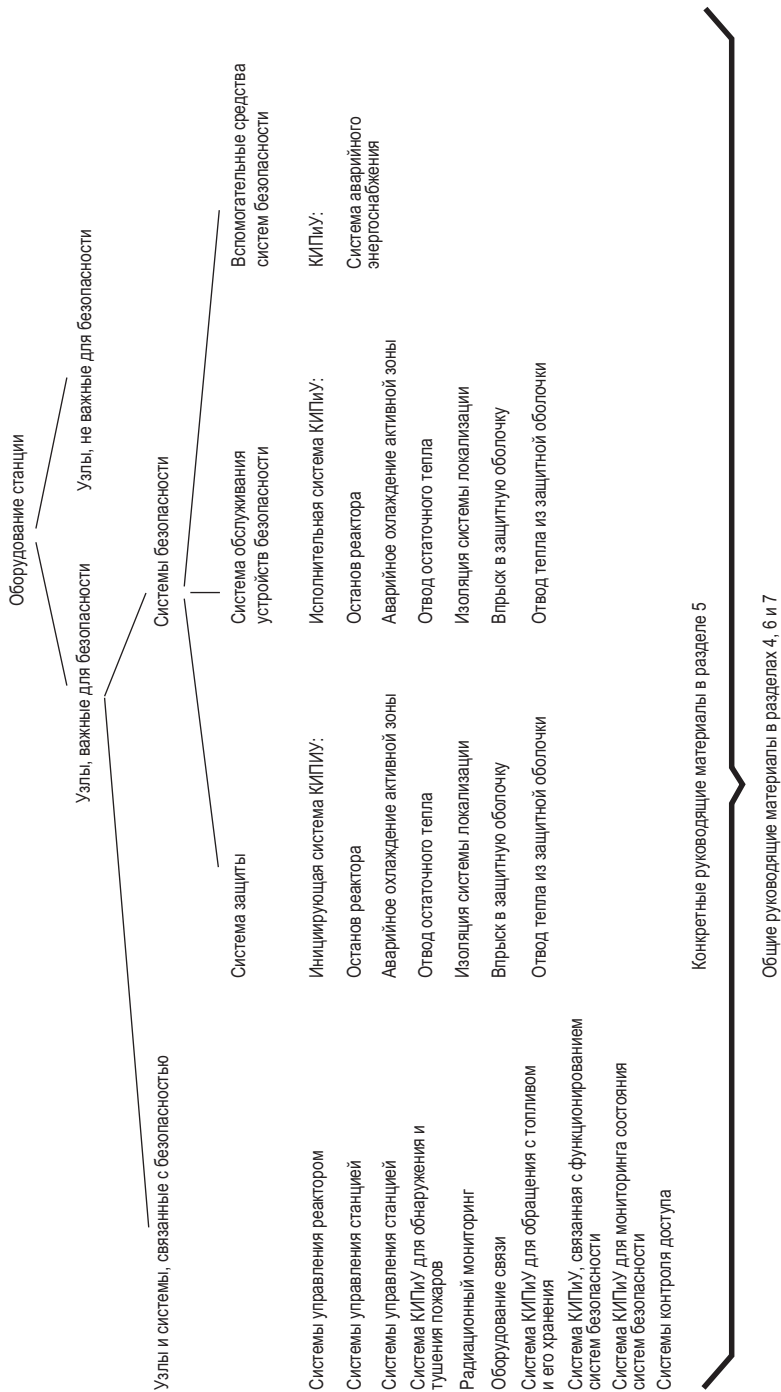 Оборудование станции
Узлы, важные для безопасности
Узлы, не важные для безопасности
Узлы и системы, связанные с безопасностью
Системы безопасности
Система защиты
Система обслуживания
устройств безопасности
Вспомогательные средства
систем безопасности
Системы управления реактором
Системы управления станцией
Системы управления станцией
Система КИПиУ для обнаружения и
тушения пожаров
Радиационный мониторинг
Оборудование связи
Система КИПиУ для обращения с топливом
и его хранения
Система КИПиУ, связанная с функционированием
систем безопасности
Система КИПиУ для мониторинга состояния
систем безопасности
Системы контроля доступа
Инициирующая система КИПИУ:
Останов реактора
Аварийное охлаждение активной зоны
Отвод остаточного тепла
Изоляция системы локализации
Впрыск в защитную оболочку
Отвод тепла из защитной оболочки
Исполнительная система КИПиУ:
Останов реактора
Аварийное охлаждение активной зоны
Отвод остаточного тепла
Изоляция системы локализации
Впрыск в защитную оболочку
Отвод тепла из защитной оболочки
КИПиУ:
Система аварийного
энергоснабжения
Конкретные руководящие материалы в разделе 5
Общие руководящие материалы в разделах 4, 6 и 7